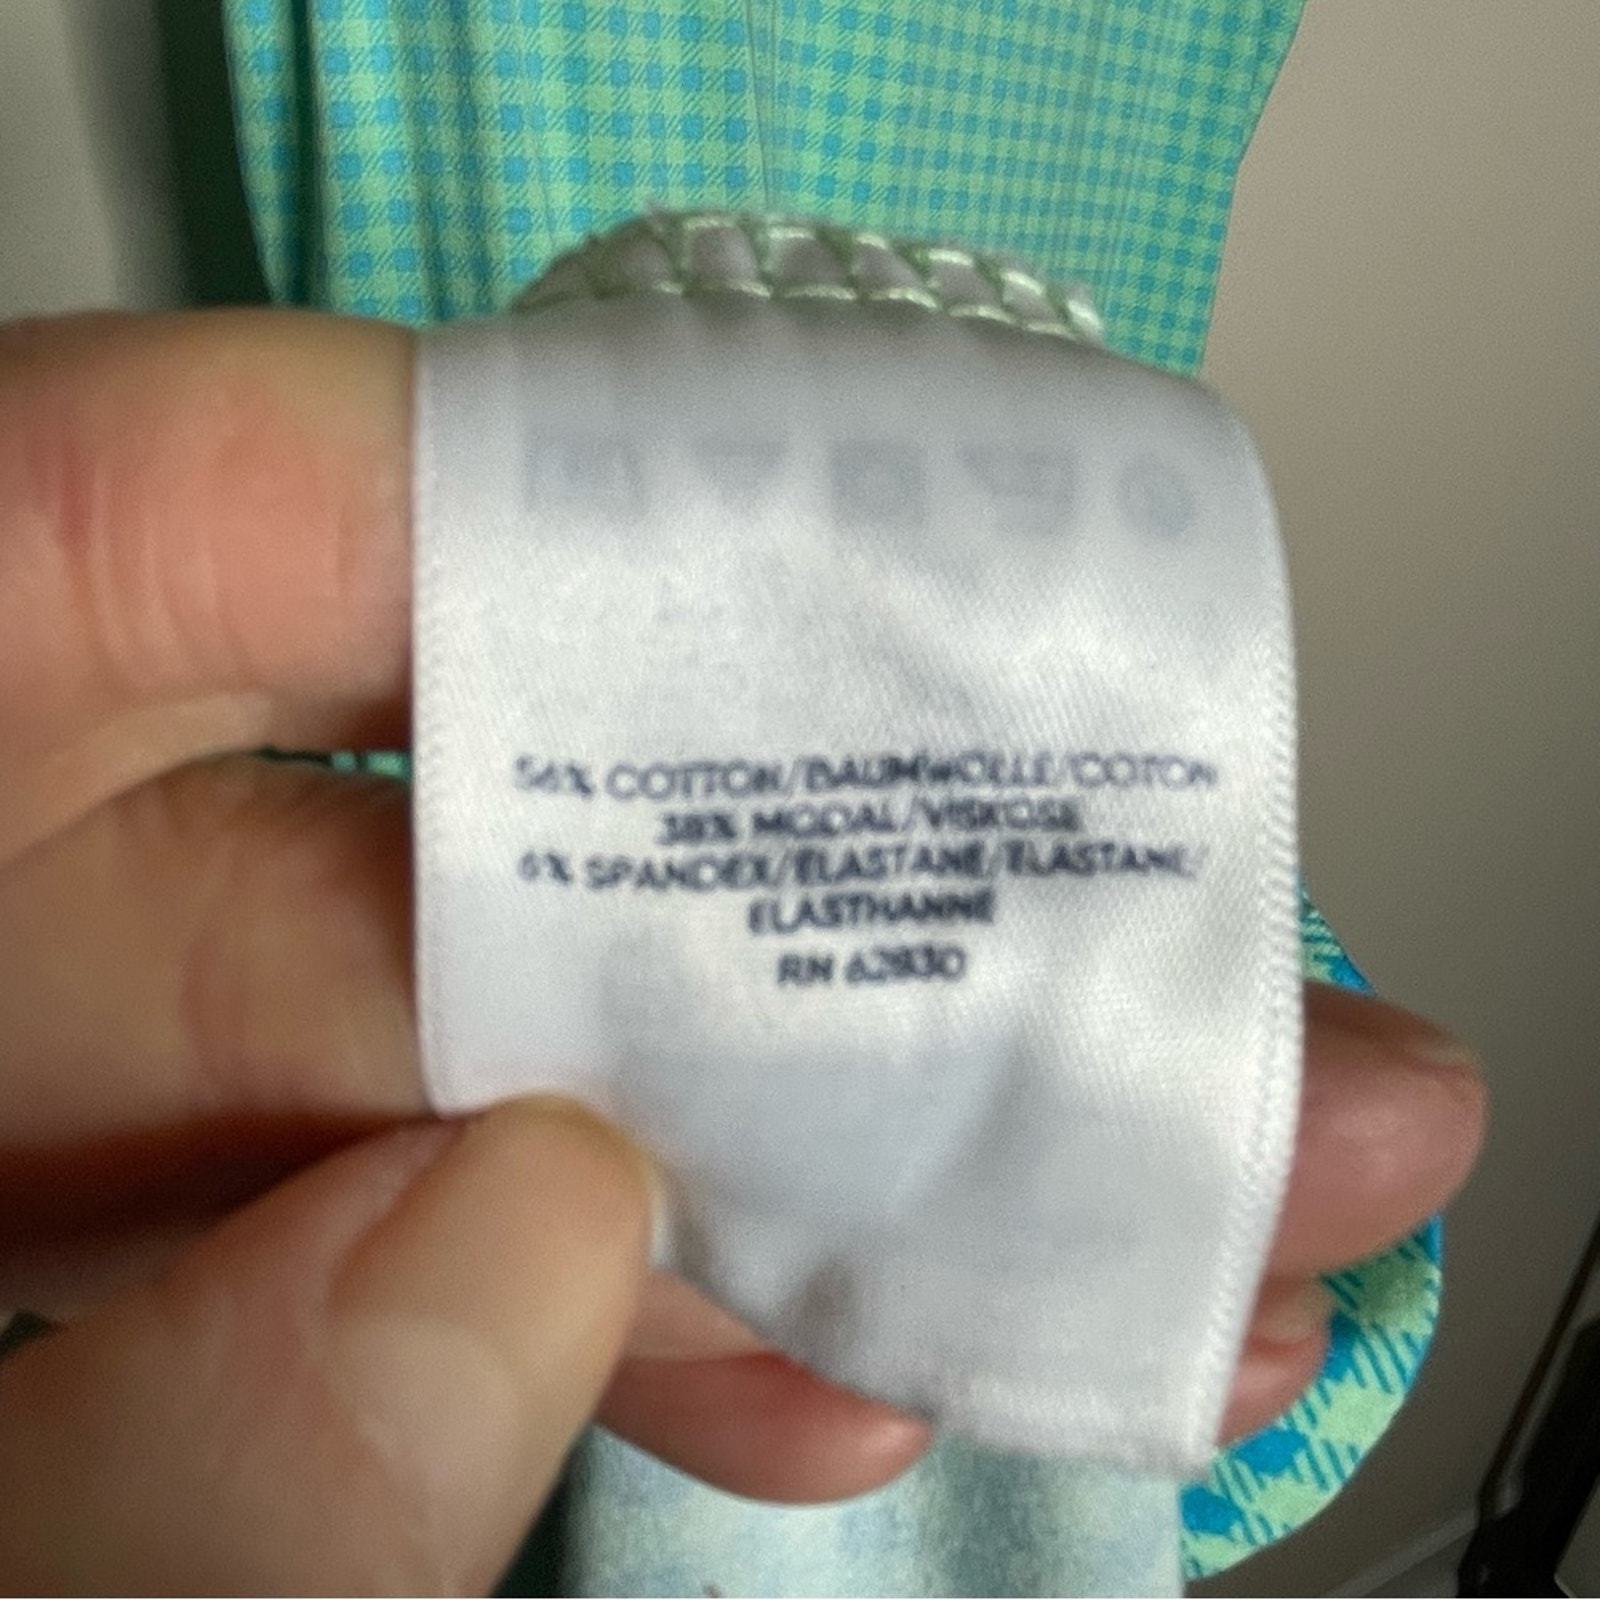 56% COTTON/BAUMWOLLE/COTON
38% MODAL/VISKOSE
6% SPANDEX/ELASTANE/ELASTANE/
ELASTHANNE
RN 62830